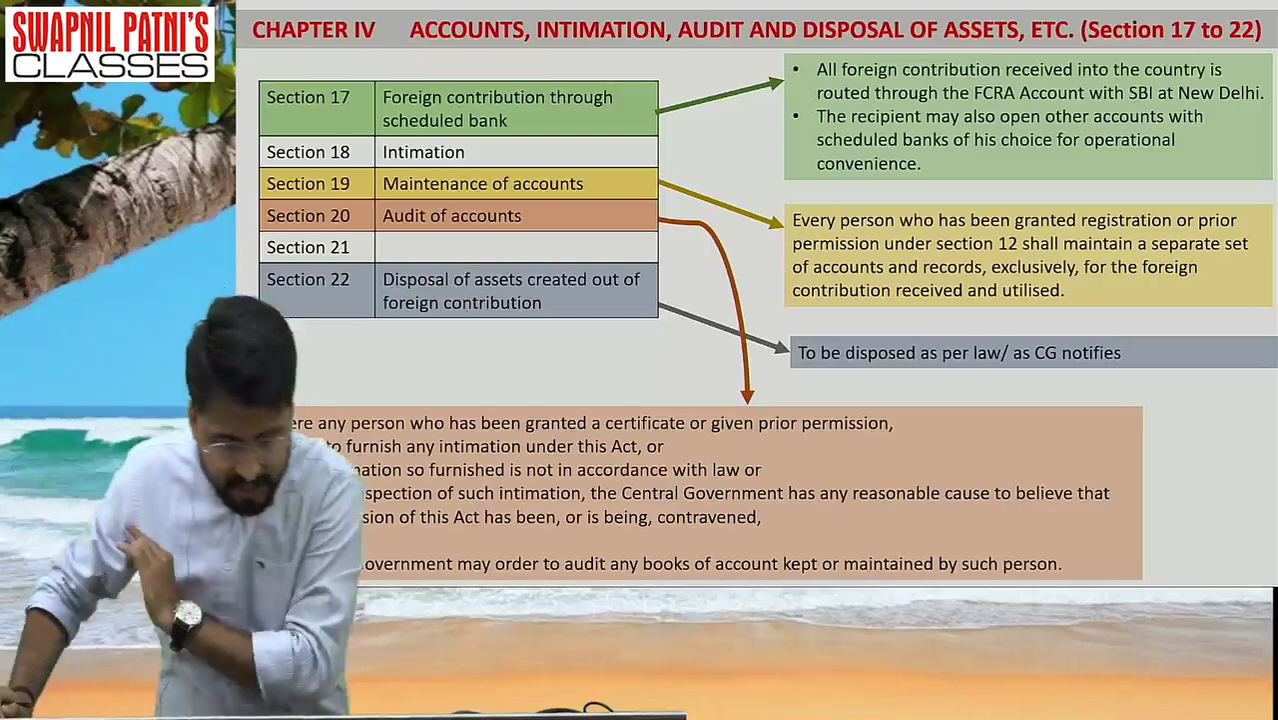 SWAPNIL PATNI'S
CLASSES
CHAPTER IV ACCOUNTS, INTIMATION, AUDIT AND DISPOSAL OF ASSETS, ETC. (Section 17 to 22)
Section 17 Foreign contribution through
scheduled bank
Section 18 Intimation
Section 19 Maintenance of accounts
Section 20 Audit of accounts
Section 21
Section 22 Disposal of assets created out of
foreign contribution
• All foreign contribution received into the country is
routed through the FCRA Account with SBI at New Delhi.
• The recipient may also open other accounts with
scheduled banks of his choice for operational
convenience.
Every person who has been granted registration or prior
permission under section 12 shall maintain a separate set
of accounts and records, exclusively, for the foreign
contribution received and utilised.
To be disposed as per law/ as CG notifies
any person who has been granted a certificate or given prior permission,
to furnish any intimation under this Act, or
so furnished is not in accordance with law or
of such intimation, the Central Government has any reasonable cause to believe that
of this Act has been, or is being, contravened,
may order to audit any books of account kept or maintained by such person.